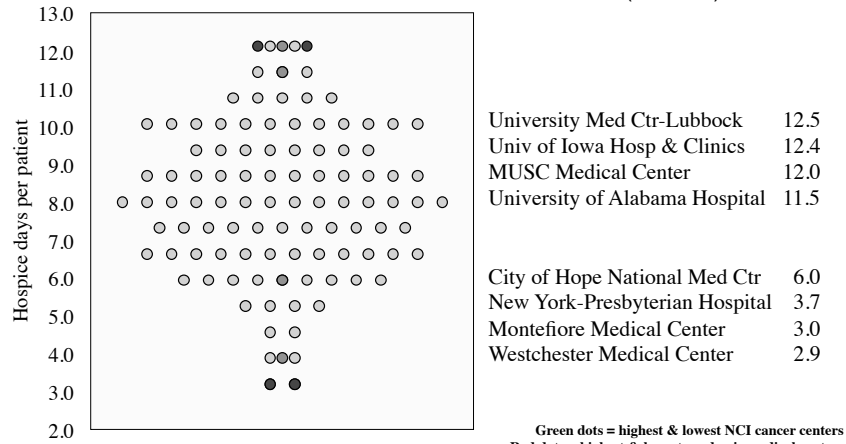 13.0
12.0
11.0
10.0
9.0
8.0
7.0
6.0
5.0
4.0
3.0
2.0
Hospice days per patient
University Med Ctr-Lubbock 12.5
Univ of Iowa Hosp & Clinics 12.4
MUSC Medical Center 12.0
University of Alabama Hospital 11.5
City of Hope National Med Ctr 6.0
New York-Presbyterian Hospital 3.7
Montefiore Medical Center 3.0
Westchester Medical Center 2.9
Green dots = highest & lowest NCI cancer centers